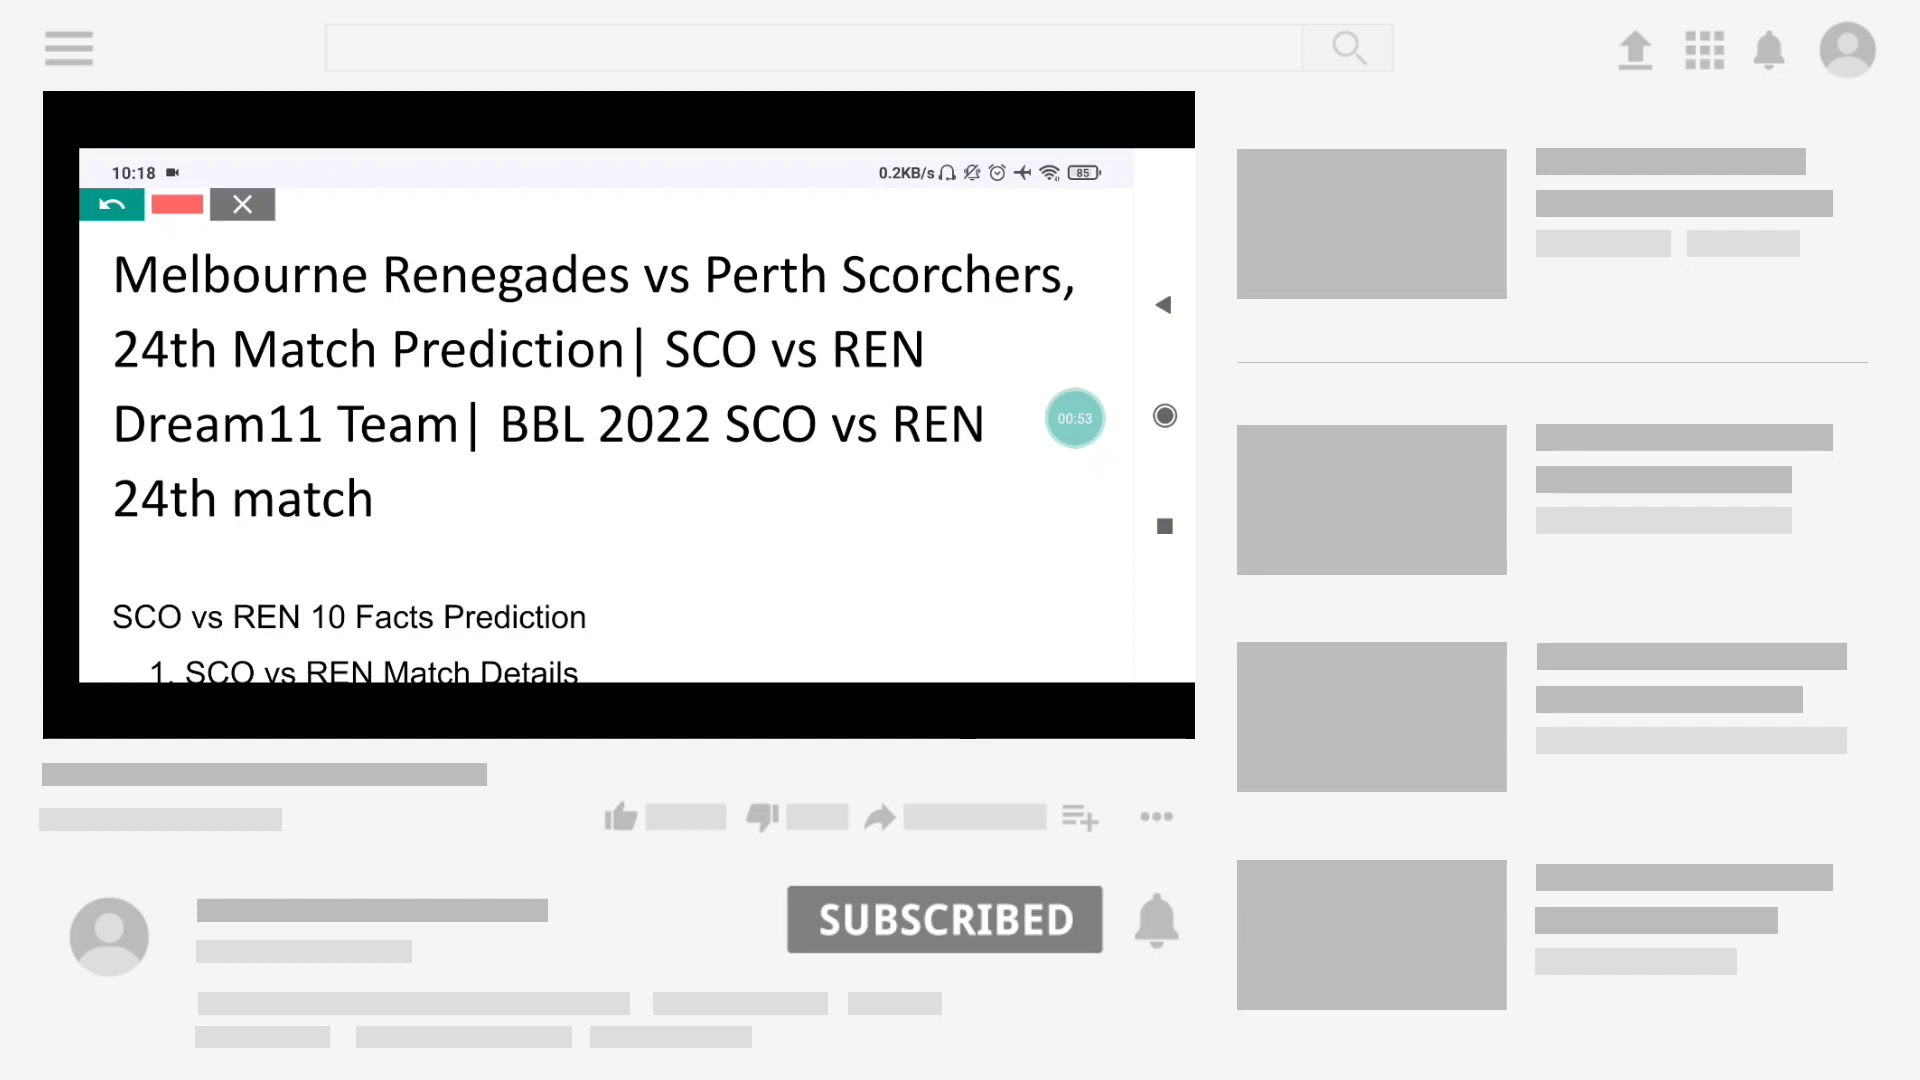 10:18
0.2KB/s
85
Melbourne Renegades vs Perth Scorchers,
24th Match Prediction| SCO vs REN
Dream11 Team| BBL 2022 SCO vs REN
24th match
00:53
SCO vs REN 10 Facts Prediction
1. SCO vs REN Match Details
SUBSCRIBED